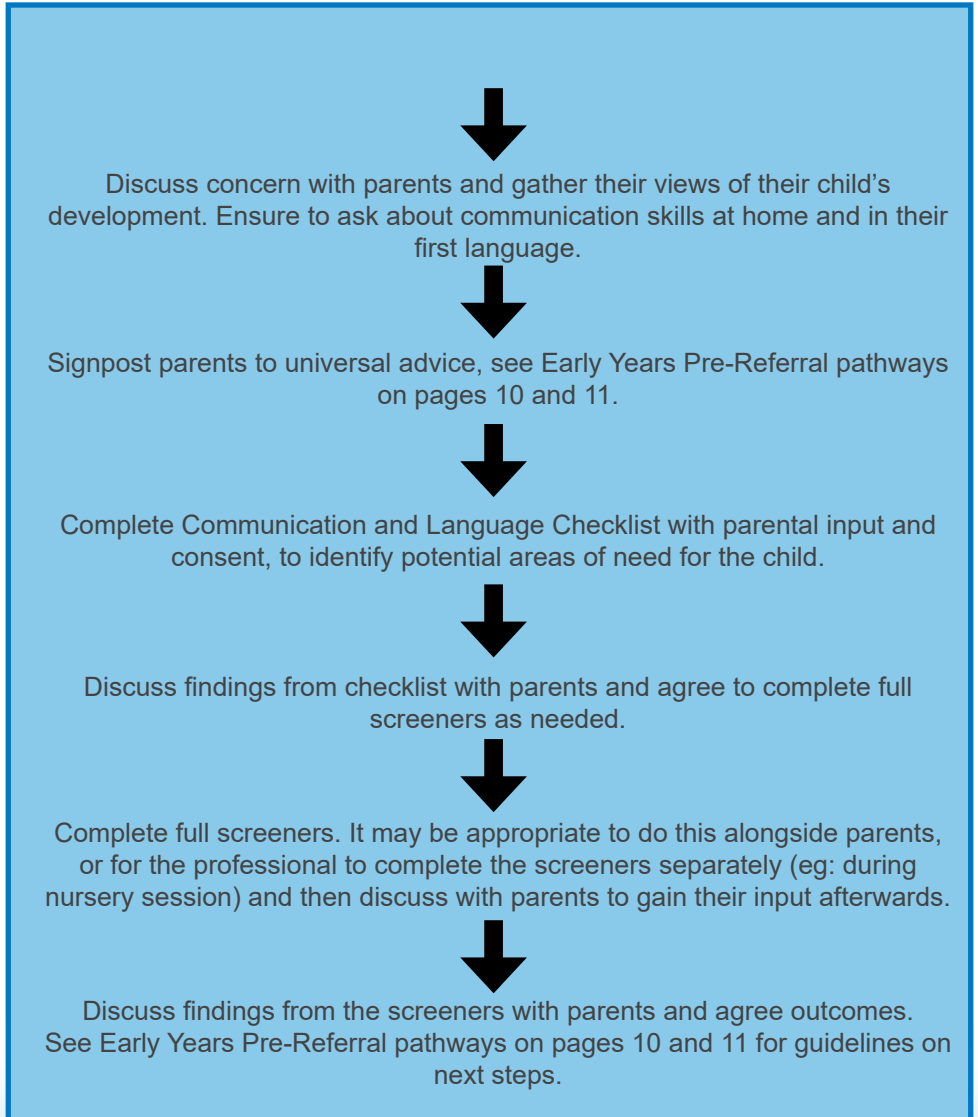 Discuss concern with parents and gather their views of their child’s
development. Ensure to ask about communication skills at home and in their
first language.
Signpost parents to universal advice, see Early Years Pre-Referral pathways
on pages 10 and 11.
Complete Communication and Language Checklist with parental input and
consent, to identify potential areas of need for the child.
Discuss findings from checklist with parents and agree to complete full
screeners as needed.
Complete full screeners. It may be appropriate to do this alongside parents,
or for the professional to complete the screeners separately (eg: during
nursery session) and then discuss with parents to gain their input afterwards.
Discuss findings from the screeners with parents and agree outcomes.
See Early Years Pre-Referral pathways on pages 10 and 11 for guidelines on
next steps.